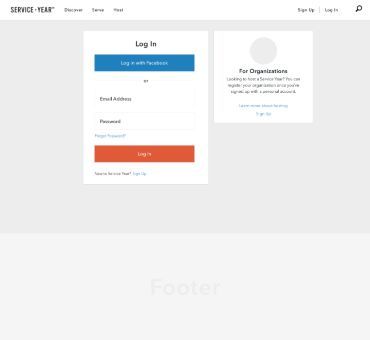 SERVICE · YEAR™
Discover
Serve
Host
Sign Up
Log In
Log In
Log in with Facebook
or
Email Address
Password
Forgot Password?
Log In
New to Service Year? Sign Up
For Organizations
Looking to host a Service Year? You can
register your organization once you've
signed up with a personal account.
Learn more about hosting
Sign Up
Footer